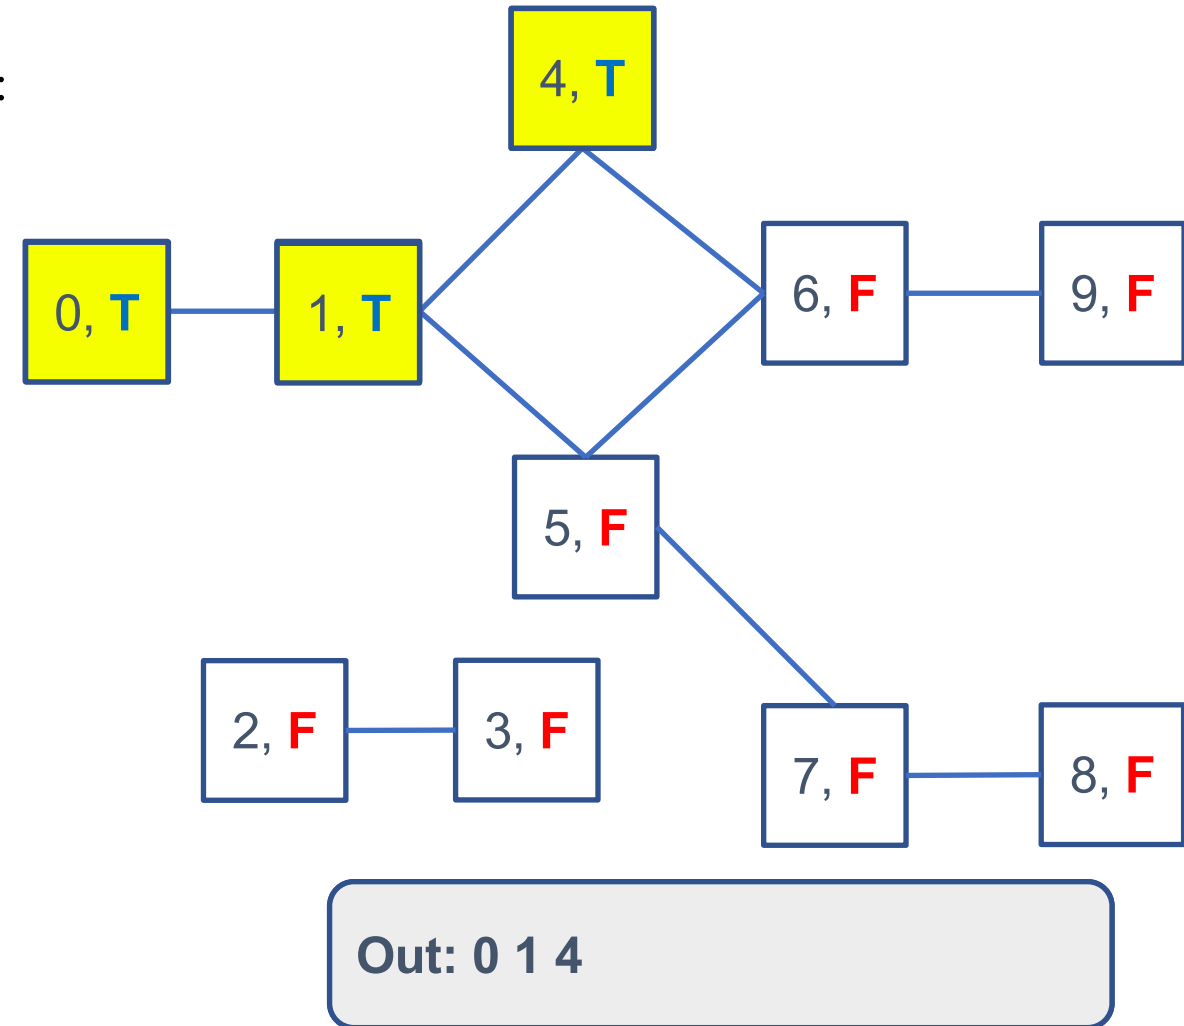 :
4, T
0, T
1, T
6, F
9, F
5, F
2, F
3, F
7, F
8, F
Out: 0 1 4